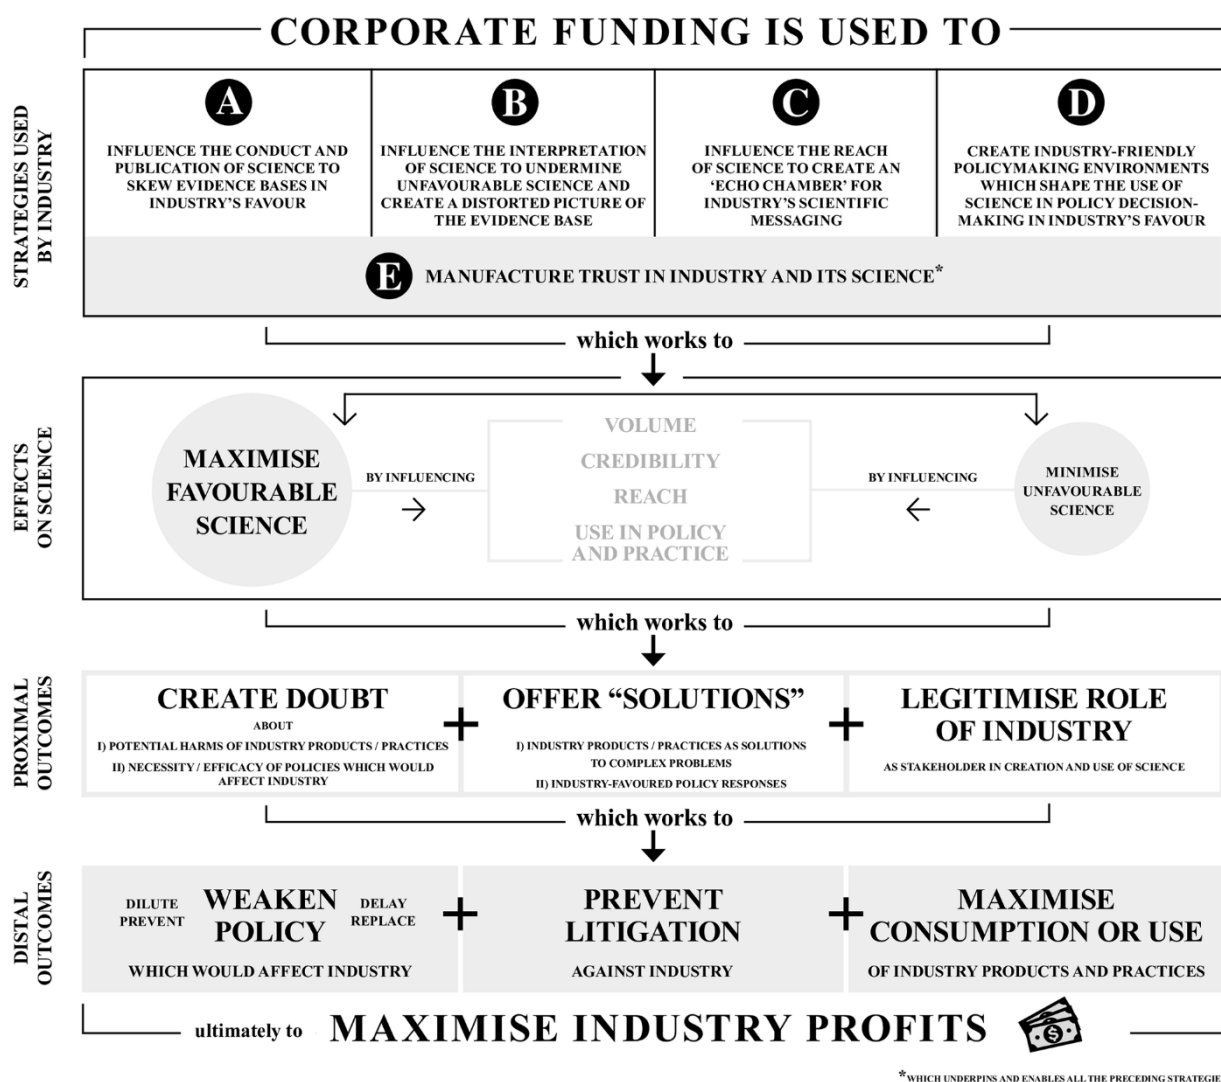 CORPORATE FUNDING IS USED TO
STRATEGIES USED
BY INDUSTRY
A
INFLUENCE THE CONDUCT AND
PUBLICATION OF SCIENCE TO
SKEW EVIDENCE BASES IN
INDUSTRY'S FAVOUR
B
INFLUENCE THE INTERPRETATION
OF SCIENCE TO UNDERMINE
UNFAVOURABLE SCIENCE AND
CREATE A DISTORTED PICTURE OF
THE EVIDENCE BASE
C
INFLUENCE THE REACH
OF SCIENCE TO CREATE AN
‘ECHO CHAMBER’ FOR
INDUSTRY'S SCIENTIFIC
MESSAGING
D
CREATE INDUSTRY-FRIENDLY
POLICYMAKING ENVIRONMENTS
WHICH SHAPE THE USE OF
SCIENCE IN POLICY DECISION-
MAKING IN INDUSTRY'S FAVOUR
E MANUFACTURE TRUST IN INDUSTRY AND ITS SCIENCE*
which works to
EFFECTS
ON SCIENCE
MAXIMISE
FAVOURABLE
SCIENCE
BY INFLUENCING
VOLUME
CREDIBILITY
REACH
USE IN POLICY
AND PRACTICE
BY INFLUENCING
MINIMISE
UNFAVOURABLE
SCIENCE
which works to
PROXIMAL
OUTCOMES
CREATE DOUBT
ABOUT
I) POTENTIAL HARMS OF INDUSTRY PRODUCTS / PRACTICES
II) NECESSITY / EFFICACY OF POLICIES WHICH WOULD
AFFECT INDUSTRY
+
OFFER “SOLUTIONS”
I) INDUSTRY PRODUCTS / PRACTICES AS SOLUTIONS
TO COMPLEX PROBLEMS
II) INDUSTRY-FAVOURED POLICY RESPONSES
+
LEGITIMISE ROLE
OF INDUSTRY
AS STAKEHOLDER IN CREATION AND USE OF SCIENCE
which works to
DISTAL
OUTCOMES
DILUTE
PREVENT
WEAKEN
POLICY
DELAY
REPLACE
WHICH WOULD AFFECT INDUSTRY
+
PREVENT
LITIGATION
AGAINST INDUSTRY
+
MAXIMISE
CONSUMPTION OR USE
OF INDUSTRY PRODUCTS AND PRACTICES
ultimately to MAXIMISE INDUSTRY PROFITS
$
*WHICH UNDERPINS AND ENABLES ALL THE PRECEDING STRATEGIE